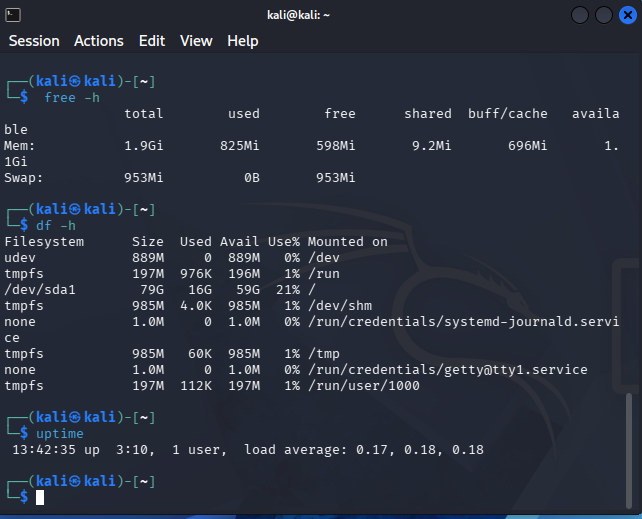 kali@kali: ~
Session Actions Edit View Help
┌──(kali㉿kali)-[~]
└─$ free -h
               total        used        free      shared  buff/cache   availa
ble
Mem:           1.9Gi       825Mi       598Mi       9.2Mi       696Mi       1.
1Gi
Swap:          953Mi          0B       953Mi
┌──(kali㉿kali)-[~]
└─$ df -h
Filesystem      Size  Used Avail Use% Mounted on
udev            889M     0  889M   0% /dev
tmpfs           197M  976K  196M   1% /run
/dev/sda1        79G   16G   59G  21% /
tmpfs           985M  4.0K  985M   1% /dev/shm
none            1.0M     0  1.0M   0% /run/credentials/systemd-journald.servi
ce
tmpfs           985M   60K  985M   1% /tmp
none            1.0M     0  1.0M   0% /run/credentials/getty@tty1.service
tmpfs           197M  112K  197M   1% /run/user/1000
┌──(kali㉿kali)-[~]
└─$ uptime
 13:42:35 up  3:10,  1 user,  load average: 0.17, 0.18, 0.18
┌──(kali㉿kali)-[~]
└─$